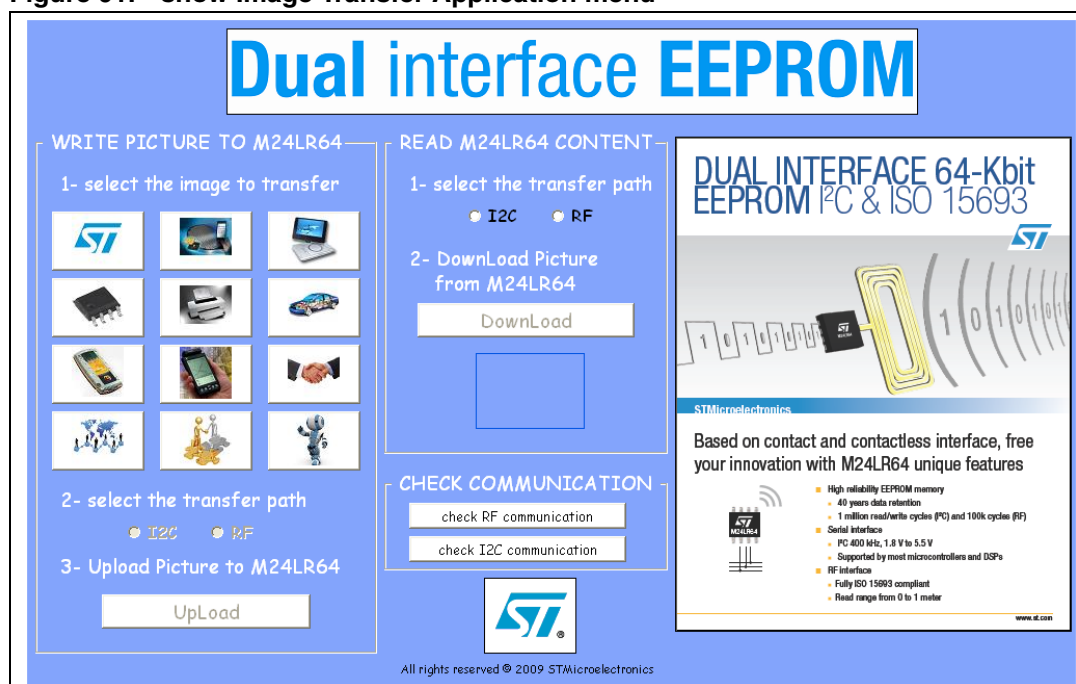 Dual interface EEPROM
WRITE PICTURE TO M24LR64
1- select the image to transfer
ST
2- select the transfer path
I2C RF
3- Upload Picture to M24LR64
UpLoad
READ M24LR64 CONTENT
1- select the transfer path
I2C RF
2- DownLoad Picture
from M24LR64
DownLoad
CHECK COMMUNICATION
check RF communication
check I2C communication
ST®
All rights reserved © 2009 STMicroelectronics
DUAL INTERFACE 64-Kbit
EEPROM I²C & ISO 15693
ST
1 0 1 0 1 0 1 0
ST
1 0 1 0 1 0 1
STMicroelectronics
Based on contact and contactless interface, free
your innovation with M24LR64 unique features
ST
M24LR64
High reliability EEPROM memory
40 years data retention
1 million read/write cycles (I²C) and 100k cycles (RF)
Serial interface
I²C 400 kHz, 1.8 V to 5.5 V
Supported by most microcontrollers and DSPs
RF interface
Fully ISO 15693 compliant
Read range from 0 to 1 meter
www.st.com